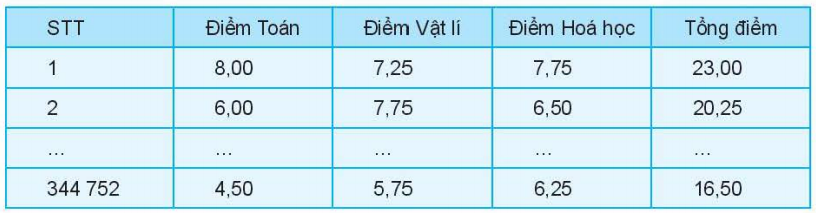 STT Điểm Toán Điểm Vật lí Điểm Hoá học Tổng điểm
1 8,00 7,25 7,75 23,00
2 6,00 7,75 6,50 20,25
... ... ... ... ...
344 752 4,50 5,75 6,25 16,50